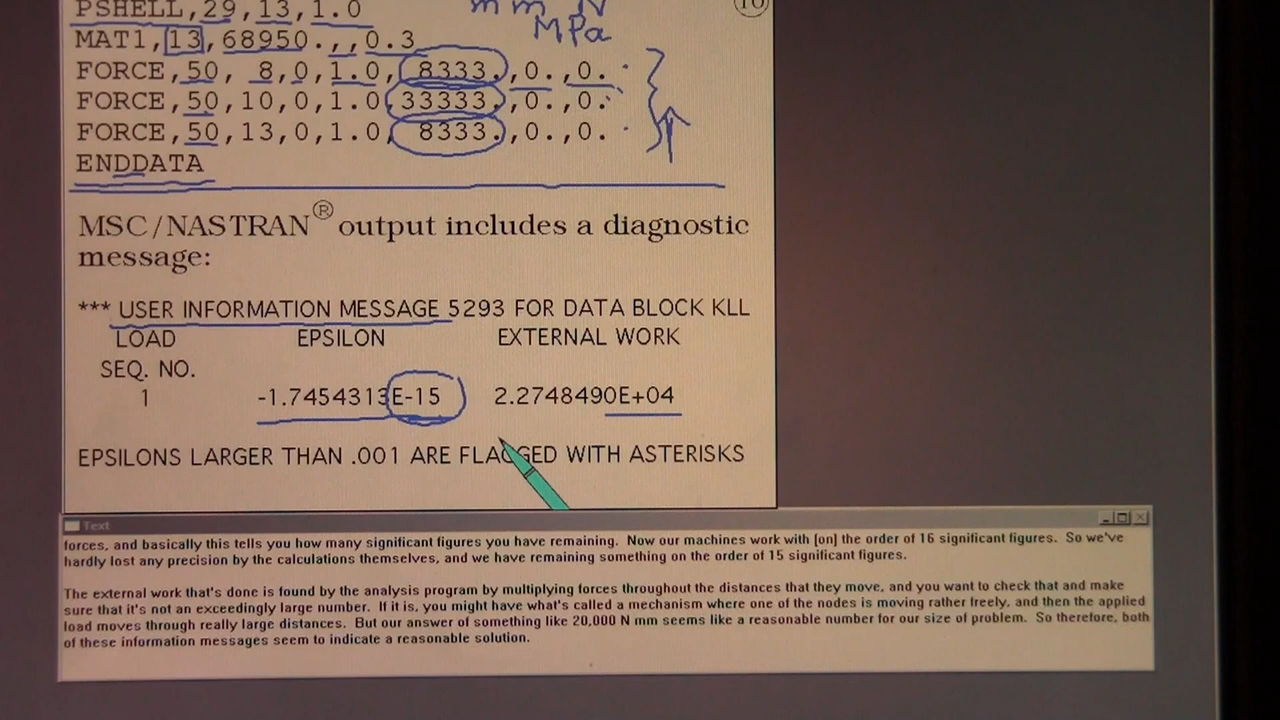 PSHELL,29,13,1.0
mm N
10
MPa
MAT1,13,68950.,,0.3
FORCE,50, 8,0,1.0, 8333.,0.,0.
FORCE,50,10,0,1.0,33333.,0.,0.
FORCE,50,13,0,1.0, 8333.,0.,0.
ENDDATA
MSC/NASTRAN® output includes a diagnostic
message:
*** USER INFORMATION MESSAGE 5293 FOR DATA BLOCK KLL
LOAD EPSILON EXTERNAL WORK
SEQ. NO.
1 -1.7454313E-15 2.2748490E+04
EPSILONS LARGER THAN .001 ARE FLAGGED WITH ASTERISKS
Text
forces, and basically this tells you how many significant figures you have remaining. Now our machines work with [on] the order of 16 significant figures. So we've
hardly lost any precision by the calculations themselves, and we have remaining something on the order of 15 significant figures.
The external work that's done is found by the analysis program by multiplying forces throughout the distances that they move, and you want to check that and make
sure that it's not an exceedingly large number. If it is, you might have what's called a mechanism where one of the nodes is moving rather freely, and then the applied
load moves through really large distances. But our answer of something like 20,000 N mm seems like a reasonable number for our size of problem. So therefore, both
of these information messages seem to indicate a reasonable solution.